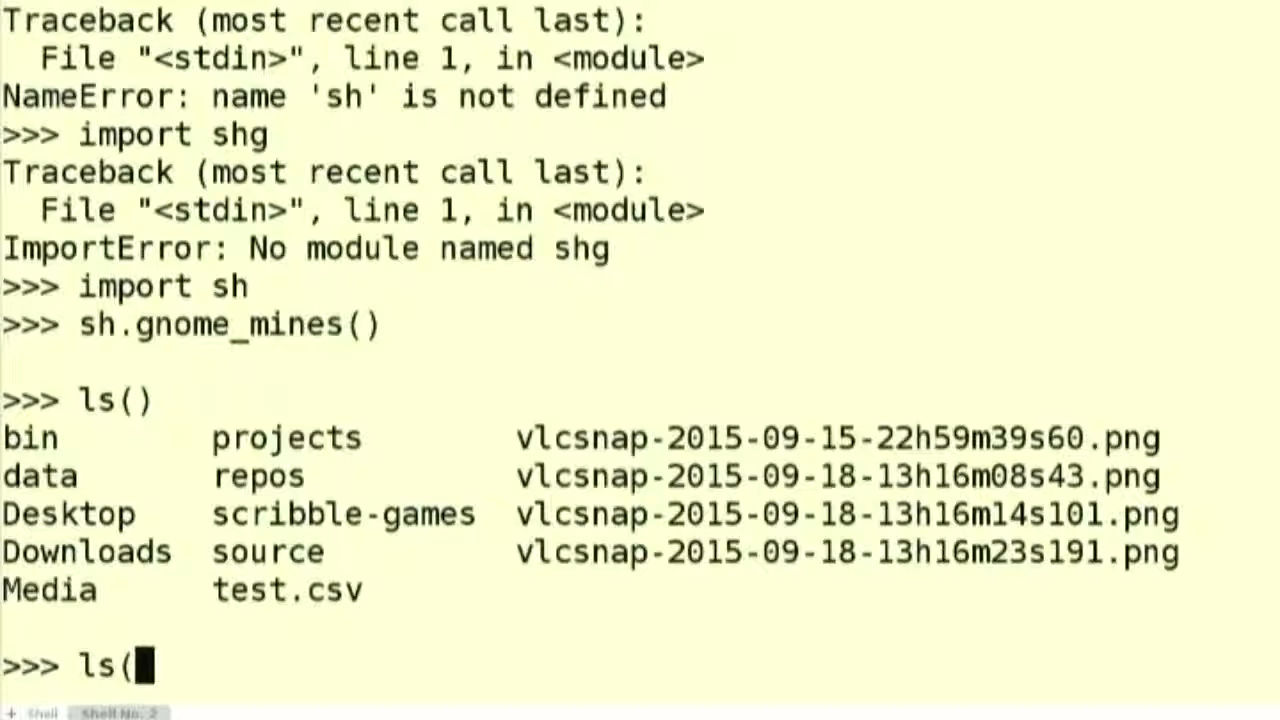 Traceback (most recent call last):
  File "<stdin>", line 1, in <module>
NameError: name 'sh' is not defined
>>> import shg
Traceback (most recent call last):
  File "<stdin>", line 1, in <module>
ImportError: No module named shg
>>> import sh
>>> sh.gnome_mines()
>>> ls()
bin        projects        vlcsnap-2015-09-15-22h59m39s60.png
data       repos           vlcsnap-2015-09-18-13h16m08s43.png
Desktop    scribble-games  vlcsnap-2015-09-18-13h16m14s101.png
Downloads  source          vlcsnap-2015-09-18-13h16m23s191.png
Media      test.csv
>>> ls(
+ Shell Shell No. 2